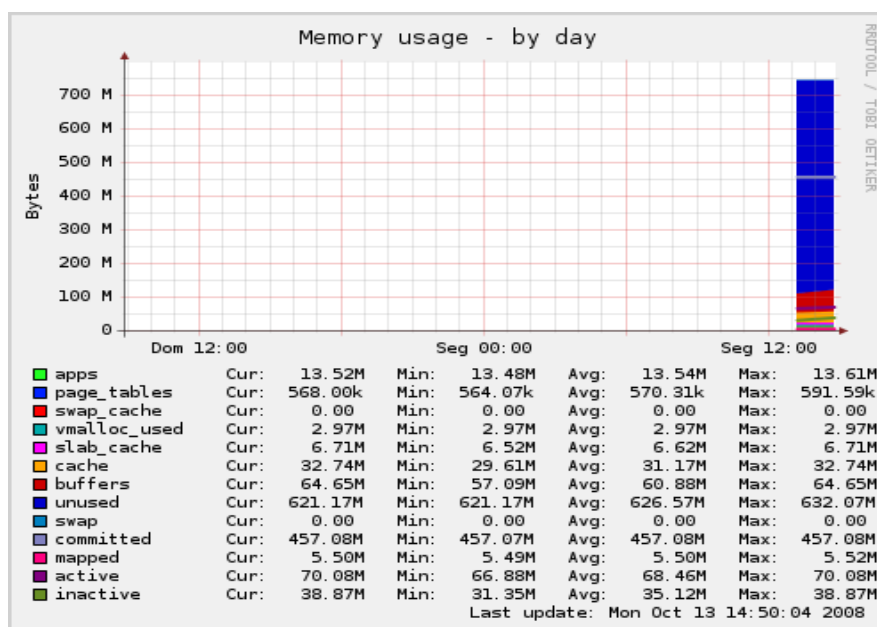 Memory usage - by day
RRDTOOL / TOBI OETIKER
Bytes
700 M
600 M
500 M
400 M
300 M
200 M
100 M
0
Dom 12:00 Seg 00:00 Seg 12:00
apps Cur: 13.52M Min: 13.48M Avg: 13.54M Max: 13.61M
page_tables Cur: 568.00k Min: 564.07k Avg: 570.31k Max: 591.59k
swap_cache Cur: 0.00 Min: 0.00 Avg: 0.00 Max: 0.00
vmalloc_used Cur: 2.97M Min: 2.97M Avg: 2.97M Max: 2.97M
slab_cache Cur: 6.71M Min: 6.52M Avg: 6.62M Max: 6.71M
cache Cur: 32.74M Min: 29.61M Avg: 31.17M Max: 32.74M
buffers Cur: 64.65M Min: 57.09M Avg: 60.88M Max: 64.65M
unused Cur: 621.17M Min: 621.17M Avg: 626.57M Max: 632.07M
swap Cur: 0.00 Min: 0.00 Avg: 0.00 Max: 0.00
committed Cur: 457.08M Min: 457.07M Avg: 457.08M Max: 457.08M
mapped Cur: 5.50M Min: 5.49M Avg: 5.50M Max: 5.52M
active Cur: 70.08M Min: 66.88M Avg: 68.46M Max: 70.08M
inactive Cur: 38.87M Min: 31.35M Avg: 35.12M Max: 38.87M
Last update: Mon Oct 13 14:50:04 2008